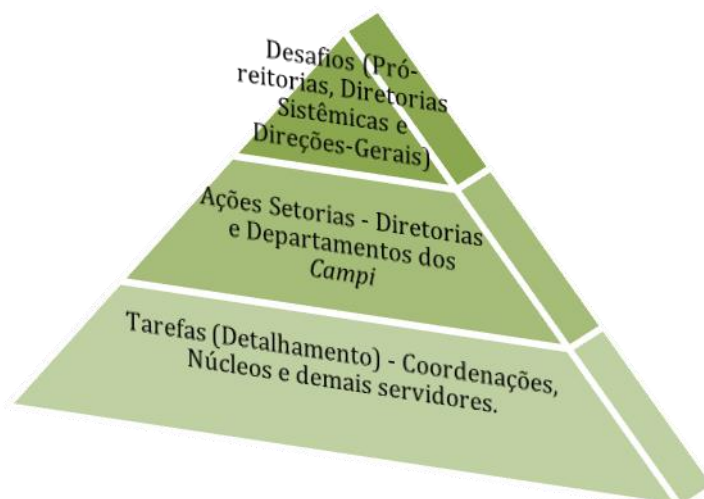 Desafios (Pró-
reitorias, Diretorias
Sistêmicas e
Direções-Gerais)
Ações Setorias - Diretorias
e Departamentos dos
Campi
Tarefas (Detalhamento) - Coordenações,
Núcleos e demais servidores.